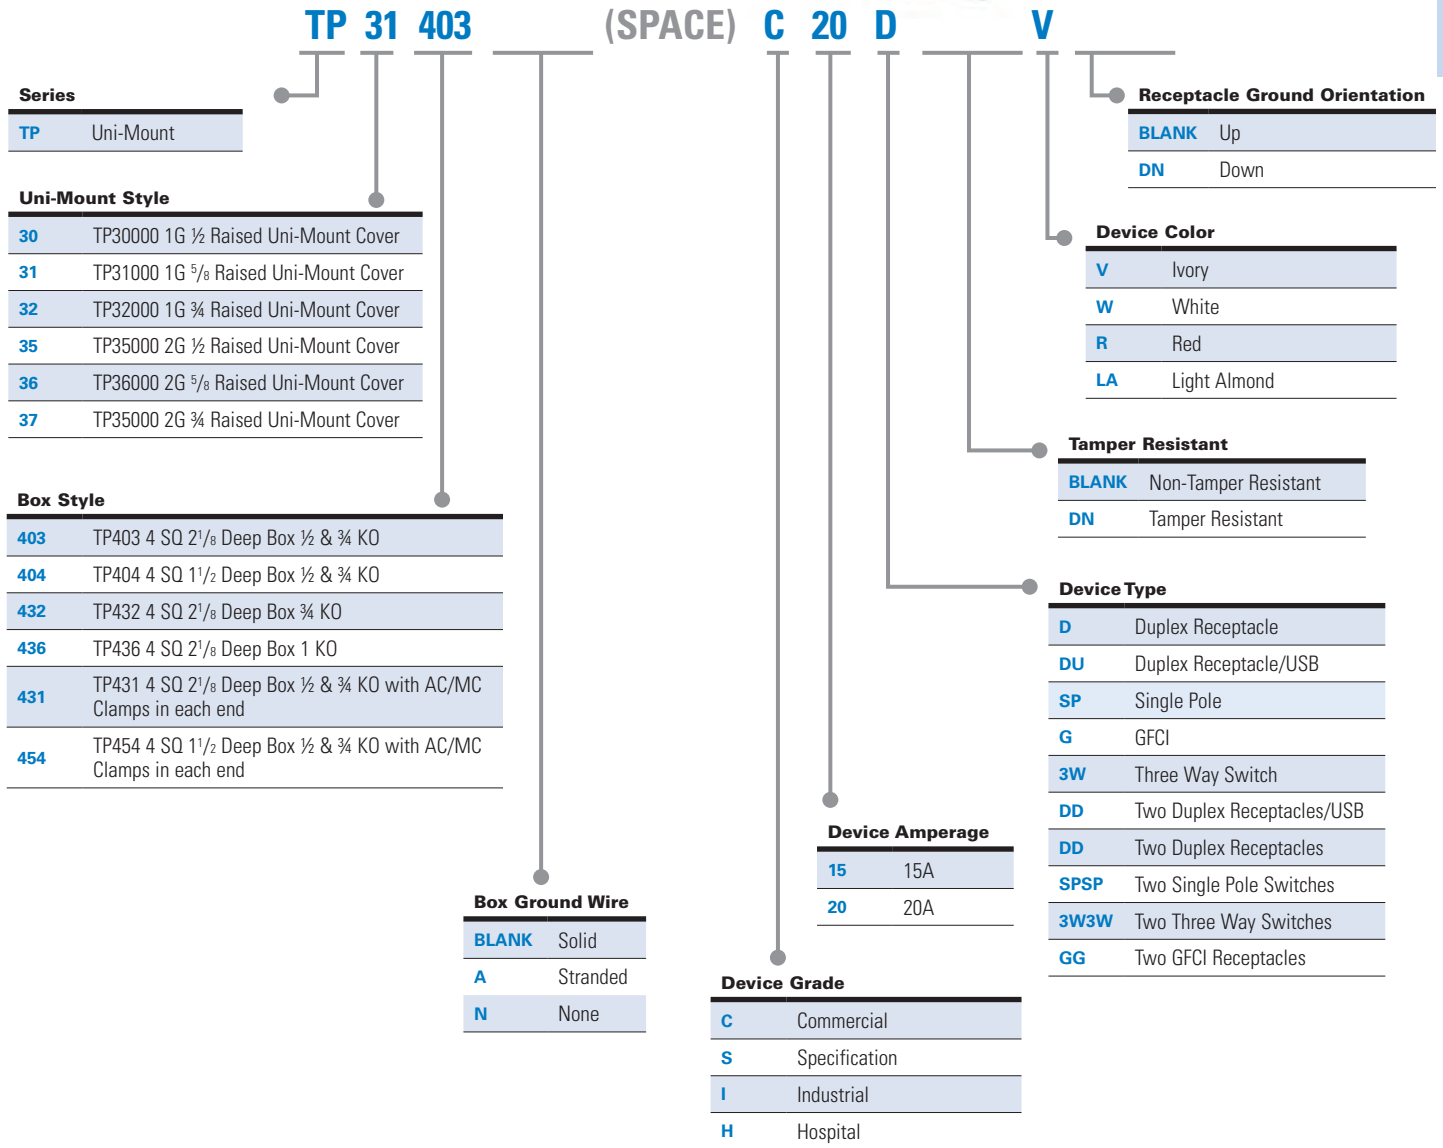 TP 31 403 (SPACE) C 20 D V
Series
TP Uni-Mount
Uni-Mount Style
30 TP30000 1G ½ Raised Uni-Mount Cover
31 TP31000 1G 5/8 Raised Uni-Mount Cover
32 TP32000 1G ¾ Raised Uni-Mount Cover
35 TP35000 2G ½ Raised Uni-Mount Cover
36 TP36000 2G 5/8 Raised Uni-Mount Cover
37 TP35000 2G ¾ Raised Uni-Mount Cover
Box Style
403 TP403 4 SQ 21/8 Deep Box ½ & ¾ KO
404 TP404 4 SQ 11/2 Deep Box ½ & ¾ KO
432 TP432 4 SQ 21/8 Deep Box ¾ KO
436 TP436 4 SQ 21/8 Deep Box 1 KO
431 TP431 4 SQ 21/8 Deep Box ½ & ¾ KO with AC/MC
Clamps in each end
454 TP454 4 SQ 11/2 Deep Box ½ & ¾ KO with AC/MC
Clamps in each end
Box Ground Wire
BLANK Solid
A Stranded
N None
Device Grade
C Commercial
S Specification
I Industrial
H Hospital
Device Amperage
15 15A
20 20A
Device Type
D Duplex Receptacle
DU Duplex Receptacle/USB
SP Single Pole
G GFCI
3W Three Way Switch
DD Two Duplex Receptacles/USB
DD Two Duplex Receptacles
SPSP Two Single Pole Switches
3W3W Two Three Way Switches
GG Two GFCI Receptacles
Tamper Resistant
BLANK Non-Tamper Resistant
DN Tamper Resistant
Device Color
V Ivory
W White
R Red
LA Light Almond
Receptacle Ground Orientation
BLANK Up
DN Down